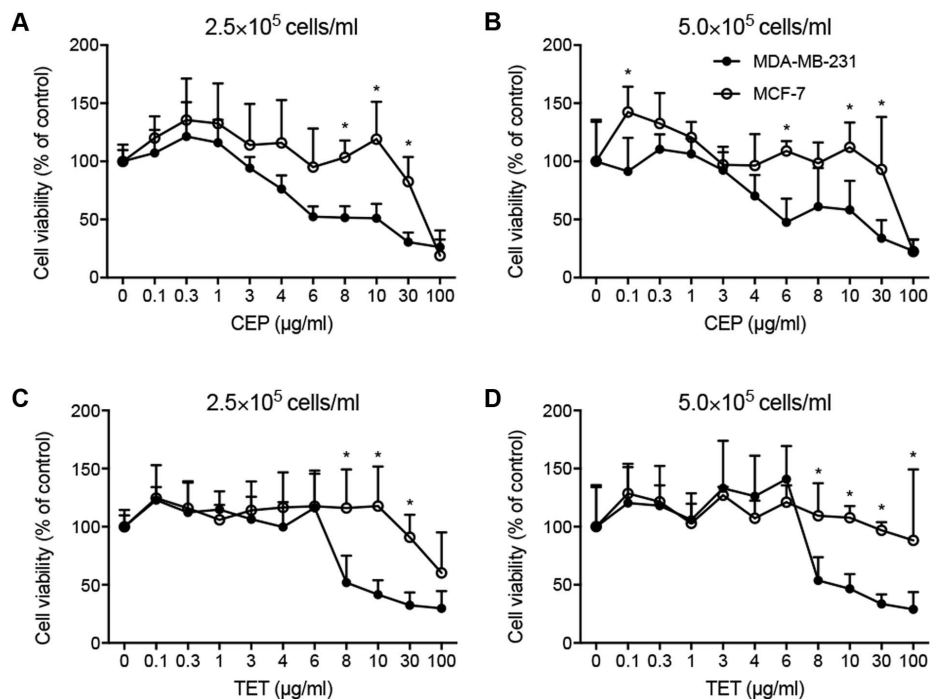 A
2.5×10⁵ cells/ml
Cell viability (% of control)
200
150
100
50
0
*
*
*
0 0.1 0.3 1 3 4 6 8 10 30 100
CEP (µg/ml)
B
5.0×10⁵ cells/ml
MDA-MB-231
MCF-7
Cell viability (% of control)
200
150
100
50
0
*
*
*
*
0 0.1 0.3 1 3 4 6 8 10 30 100
CEP (µg/ml)
C
2.5×10⁵ cells/ml
Cell viability (% of control)
200
150
100
50
0
*
*
*
0 0.1 0.3 1 3 4 6 8 10 30 100
TET (µg/ml)
D
5.0×10⁵ cells/ml
Cell viability (% of control)
200
150
100
50
0
*
*
*
*
0 0.1 0.3 1 3 4 6 8 10 30 100
TET (µg/ml)